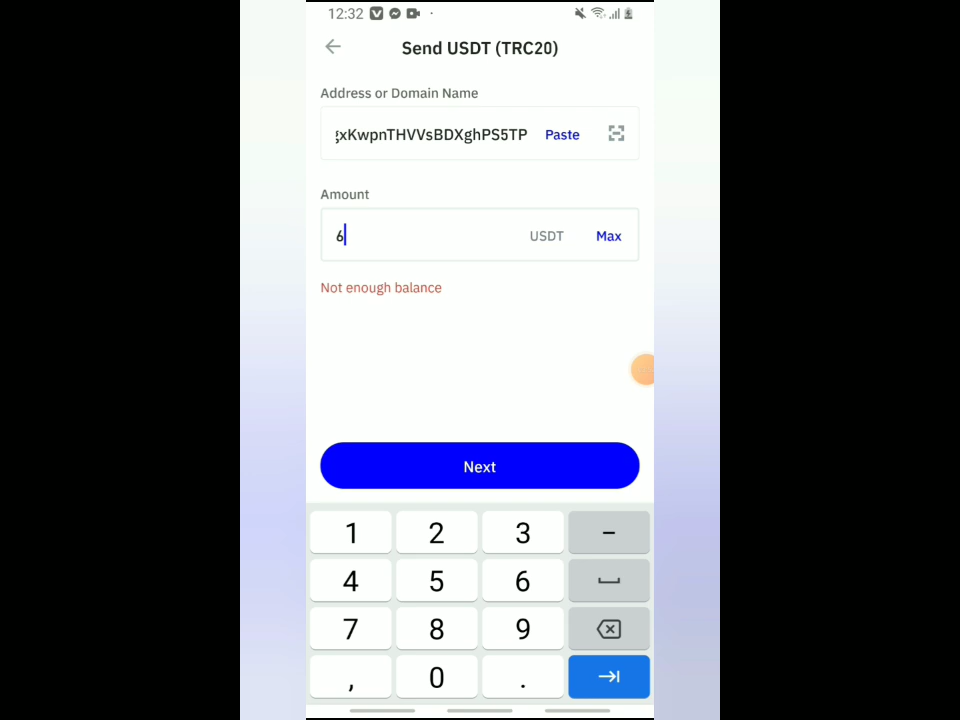 12:32
Send USDT (TRC20)
Address or Domain Name
xKwpnTHVVsBDXghPS5TP Paste
Amount
6 USDT Max
Not enough balance
Next
1 2 3 –
4 5 6
7 8 9
, 0 .